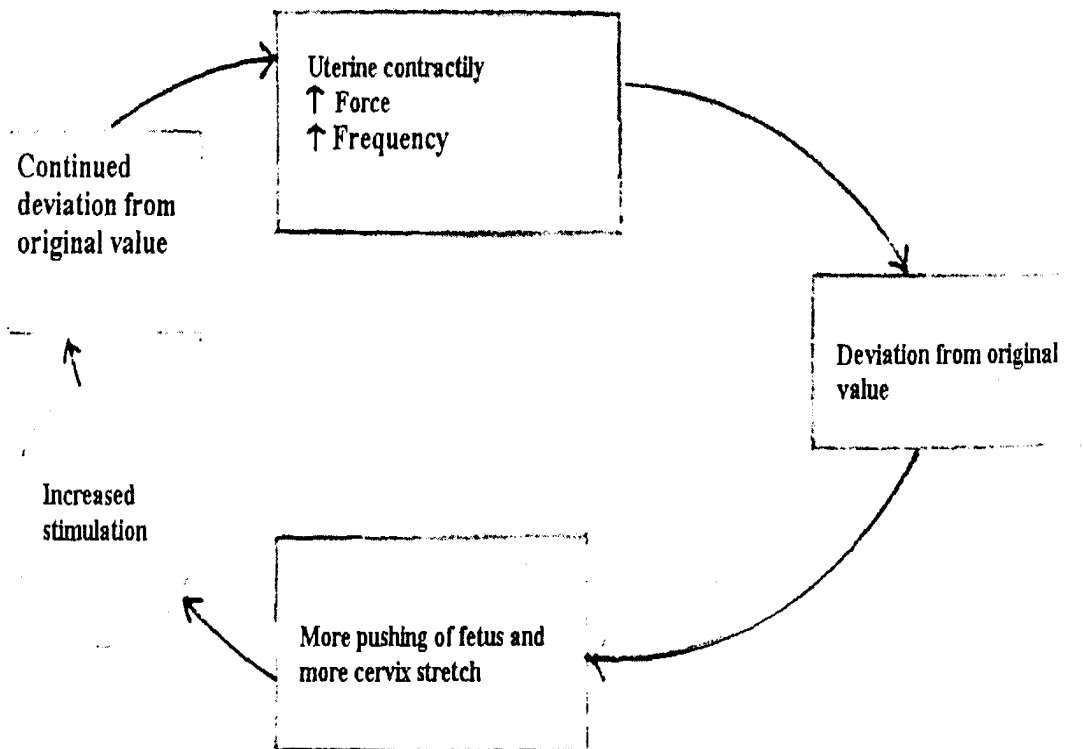 Uterine contractily
↑ Force
↑ Frequency
Deviation from original
value
More pushing of fetus and
more cervix stretch
Increased
stimulation
Continued
deviation from
original value